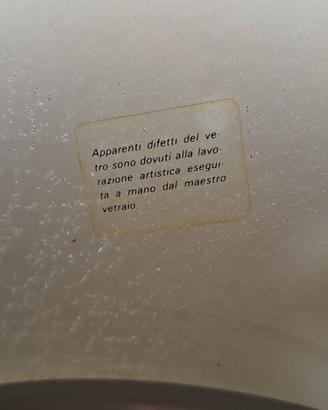 Apparenti difetti del ve-
tro sono dovuti alla lavo-
razione artistica esegui-
ta a mano dal maestro
vetraio.